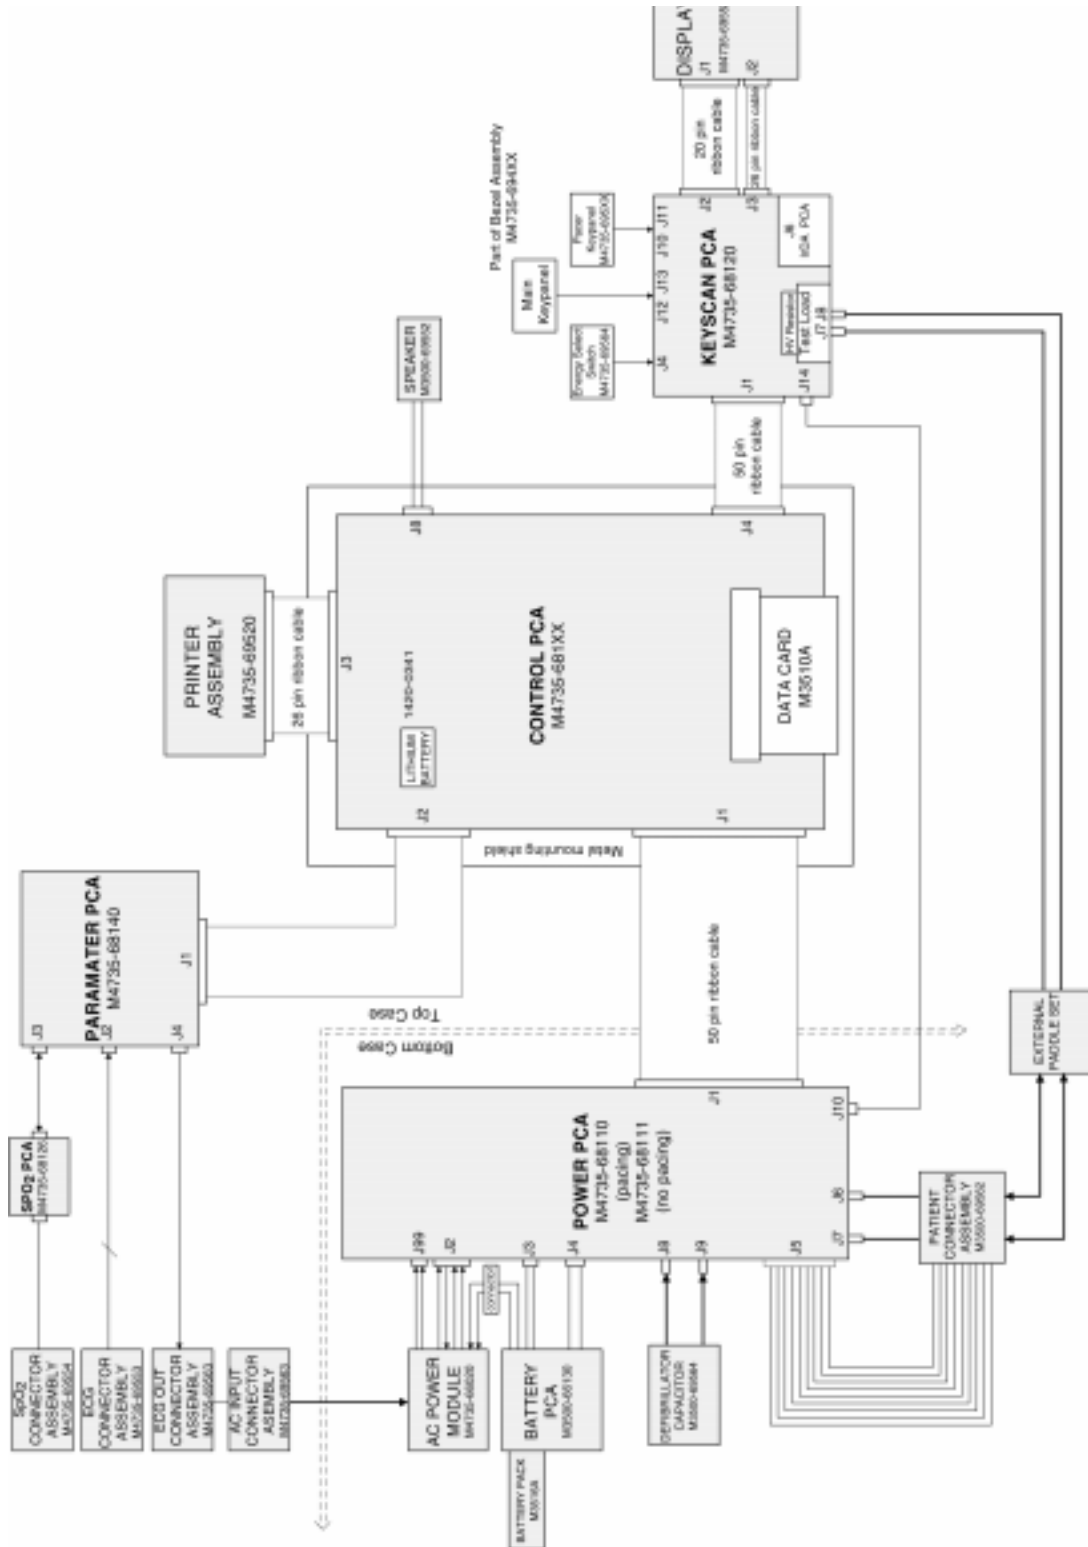 SpO2
CONNECTOR
ASSEMBLY
SPO2 PCA
J3
PARAMATER PCA
M4735-68140
J2
J4
J1
ECG
CONNECTOR
ASSEMBLY
ECG OUT
CONNECTOR
ASSEMBLY
AC INPUT
CONNECTOR
ASEMBLY
PRINTER
ASSEMBLY
M4735-69520
26 pin ribbon cable
Bottom Case
Top Case
Metal mounting shield
AC POWER
MODULE
BATTERY PACK
BATTERY
PCA
connector
J99
J2
J3
J4
J8
J9
J5
J7
J6
J10
J1
POWER PCA
M4735-68110
(pacing)
M4735-68111
(no pacing)
DEFIBRILLATOR
CAPACITOR
50 pin ribbon cable
PATIENT
CONNECTOR
ASSEMBLY
EXTERNAL
PADDLE SET
J3
J2
LITHIUM
BATTERY
1420-0341
J8
CONTROL PCA
M4735-681XX
J1
J4
DATA CARD
M3510A
SPEAKER
Part of Bezel Assembly
M4735-694XX
Main
Keypanel
Energy Select
Switch
Pacer
Keypanel
50 pin
ribbon cable
J4
J12
J13
J10
J11
KEYSCAN PCA
M4735-68120
J1
J14
J2
J3
HV Resistor
Test Load
J7
J8
J6
IrDA PCA
20 pin
ribbon cable
ribbon cable
J1
J2